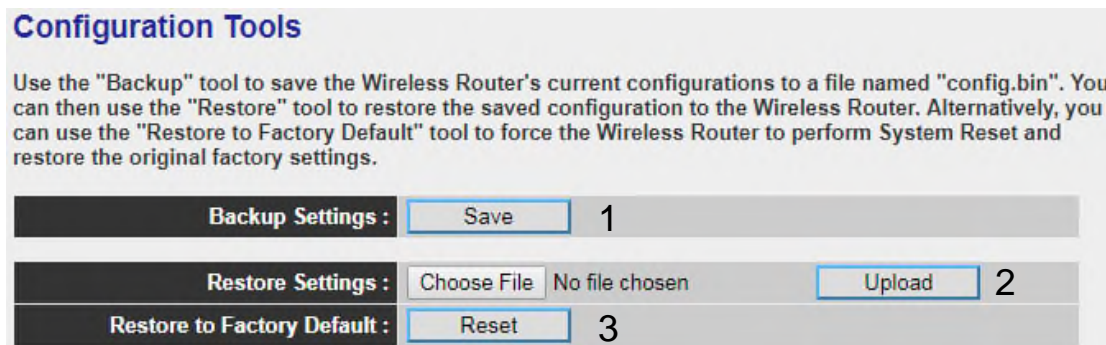 Configuration Tools
Use the "Backup" tool to save the Wireless Router's current configurations to a file named "config.bin". You
can then use the "Restore" tool to restore the saved configuration to the Wireless Router. Alternatively, you
can use the "Restore to Factory Default" tool to force the Wireless Router to perform System Reset and
restore the original factory settings.
Backup Settings : Save 1
Restore Settings : Choose File No file chosen Upload 2
Restore to Factory Default : Reset 3